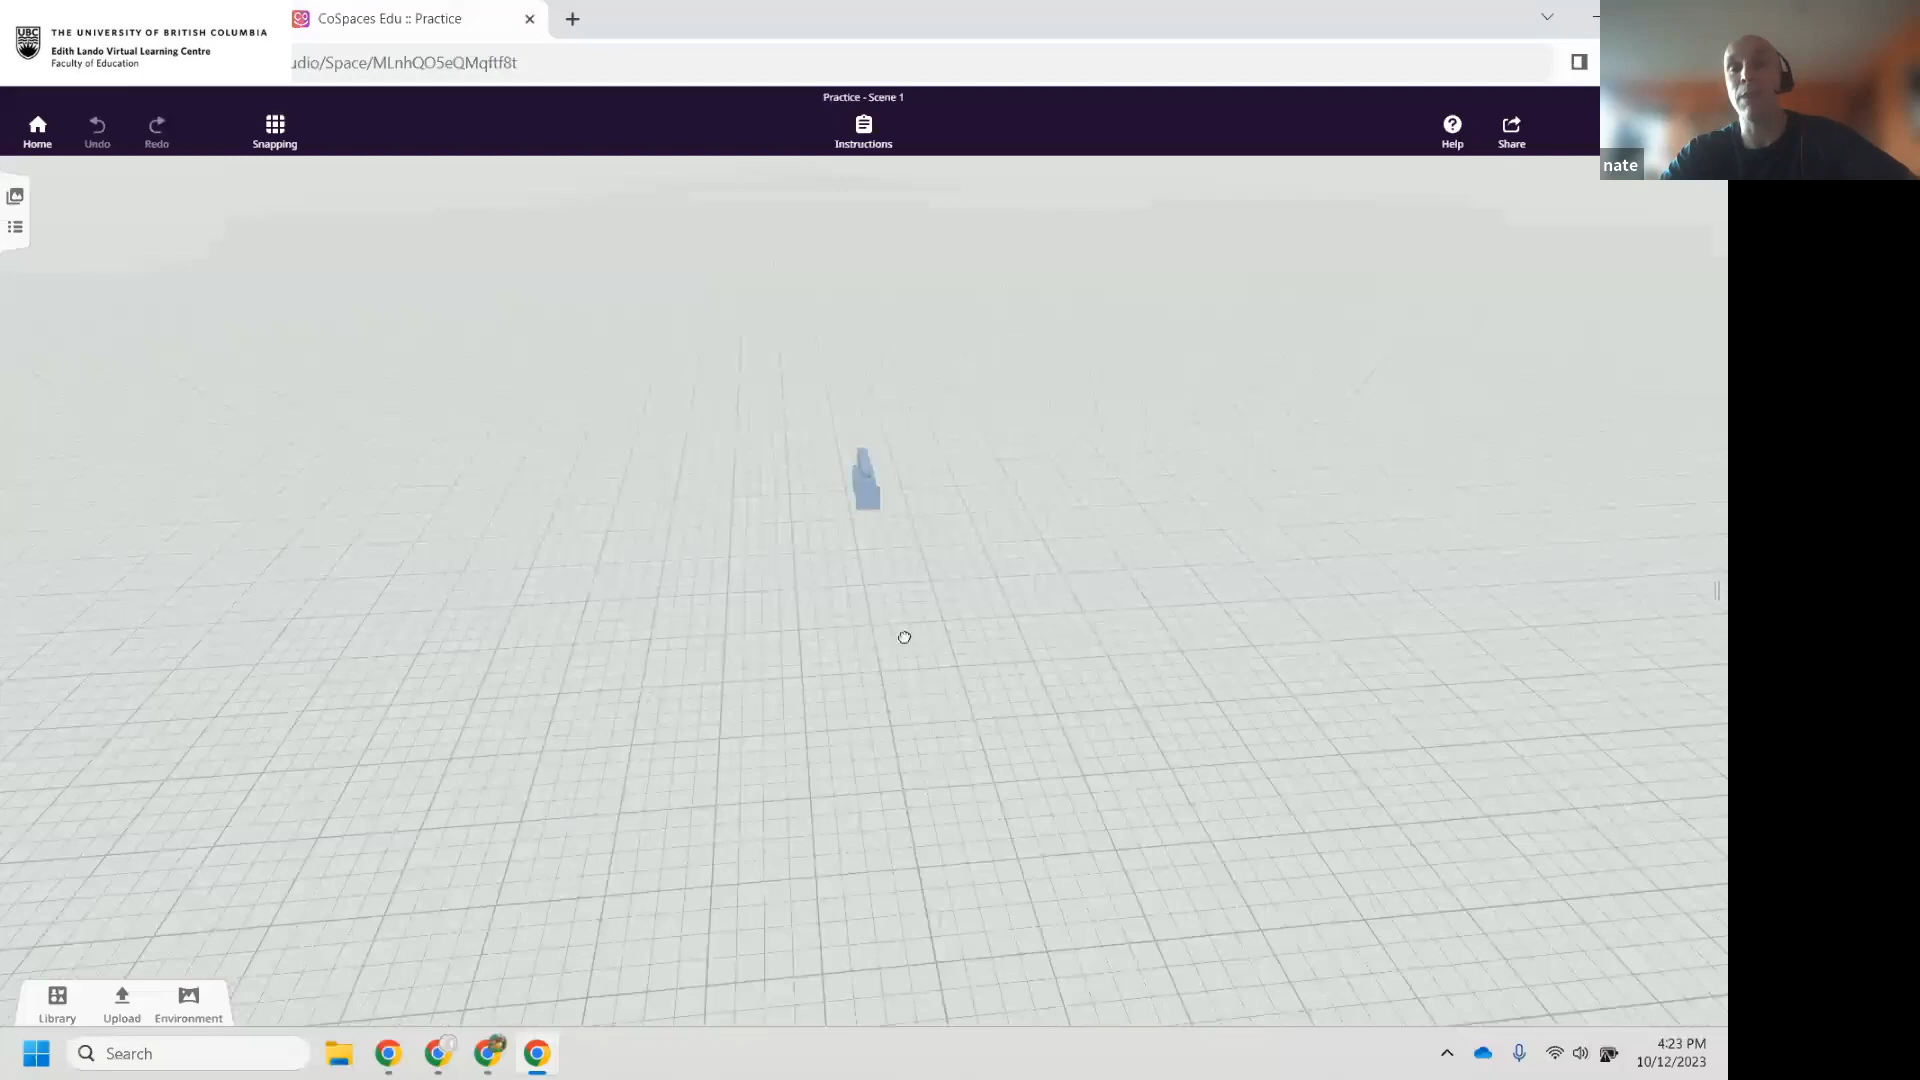 CoSpaces Edu :: Practice
UBC
THE UNIVERSITY OF BRITISH COLUMBIA
Edith Lando Virtual Learning Centre
Faculty of Education
udio/Space/MLnhQO5eQMqftf8t
Practice - Scene 1
Home
Undo
Redo
Snapping
Instructions
Help
Share
nate
Library
Upload
Environment
Search
4:23 PM
10/12/2023